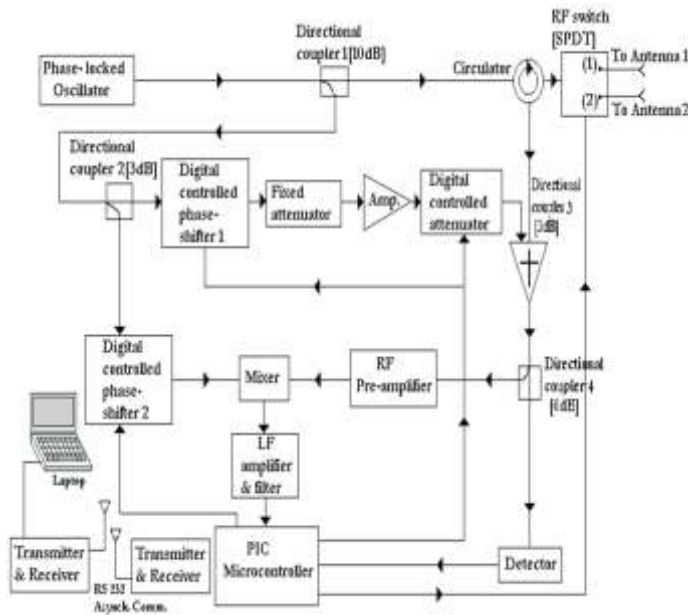 Phase-locked
Oscillator
Directional
coupler 1[10dB]
Circulator
RF switch
[SPDT]
(1)
(2)
To Antenna 1
To Antenna 2
Directional
coupler 2[3dB]
Digital
controlled
phase-
shifter 1
Fixed
attenuator
Amp.
Digital
controlled
attenuator
Directional
coupler 3
[3dB]
Digital
controlled
phase-
shifter 2
Mixer
RF
Pre-amplifier
Directional
coupler 4
[6dB]
Laptop
LF
amplifier
& filter
Transmitter
& Receiver
RS 232
Comm.
Transmitter
& Receiver
PIC
Microcontroller
Detector